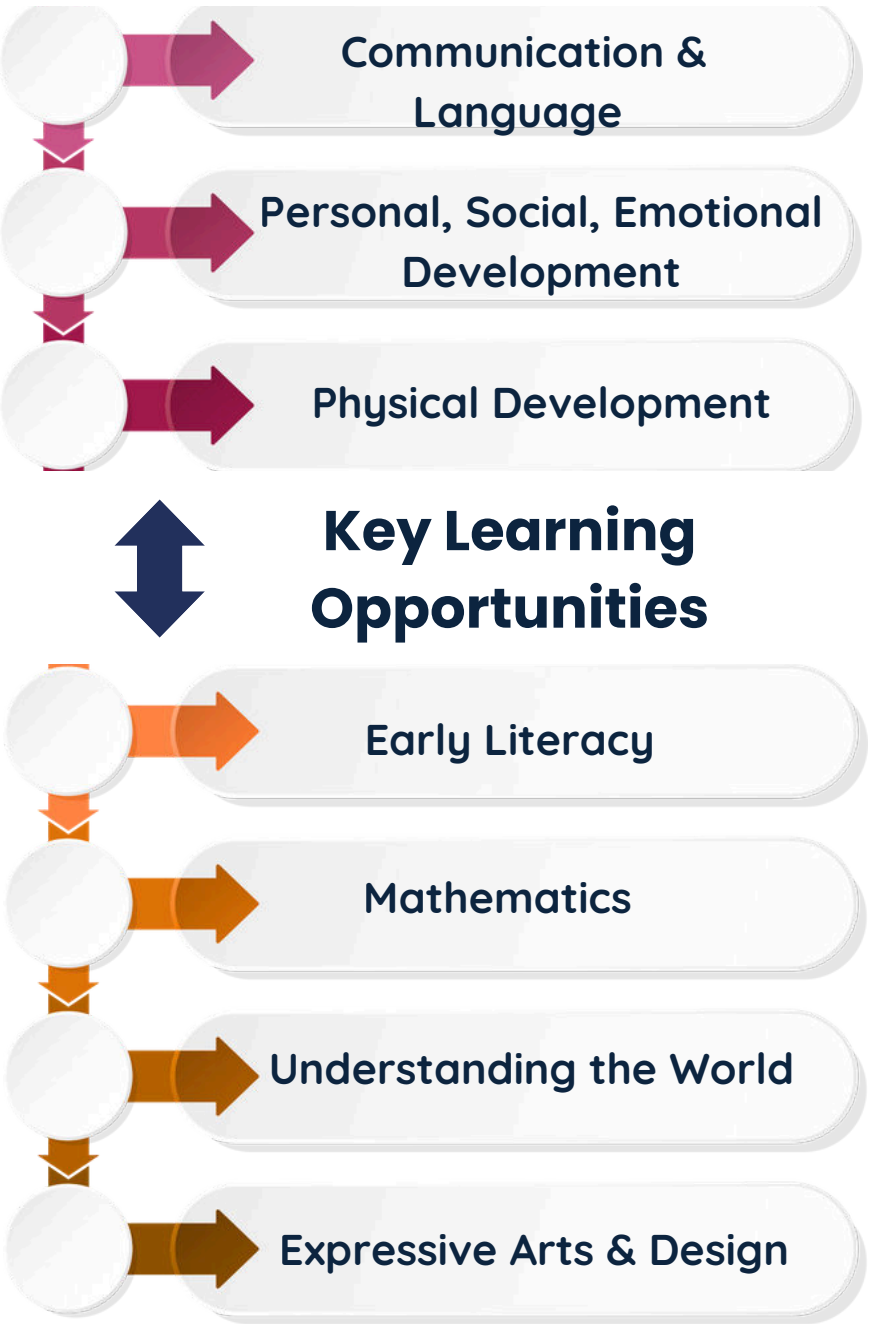 Communication &
Language
Personal, Social, Emotional
Development
Physical Development
Key Learning
Opportunities
Early Literacy
Mathematics
Understanding the World
Expressive Arts & Design